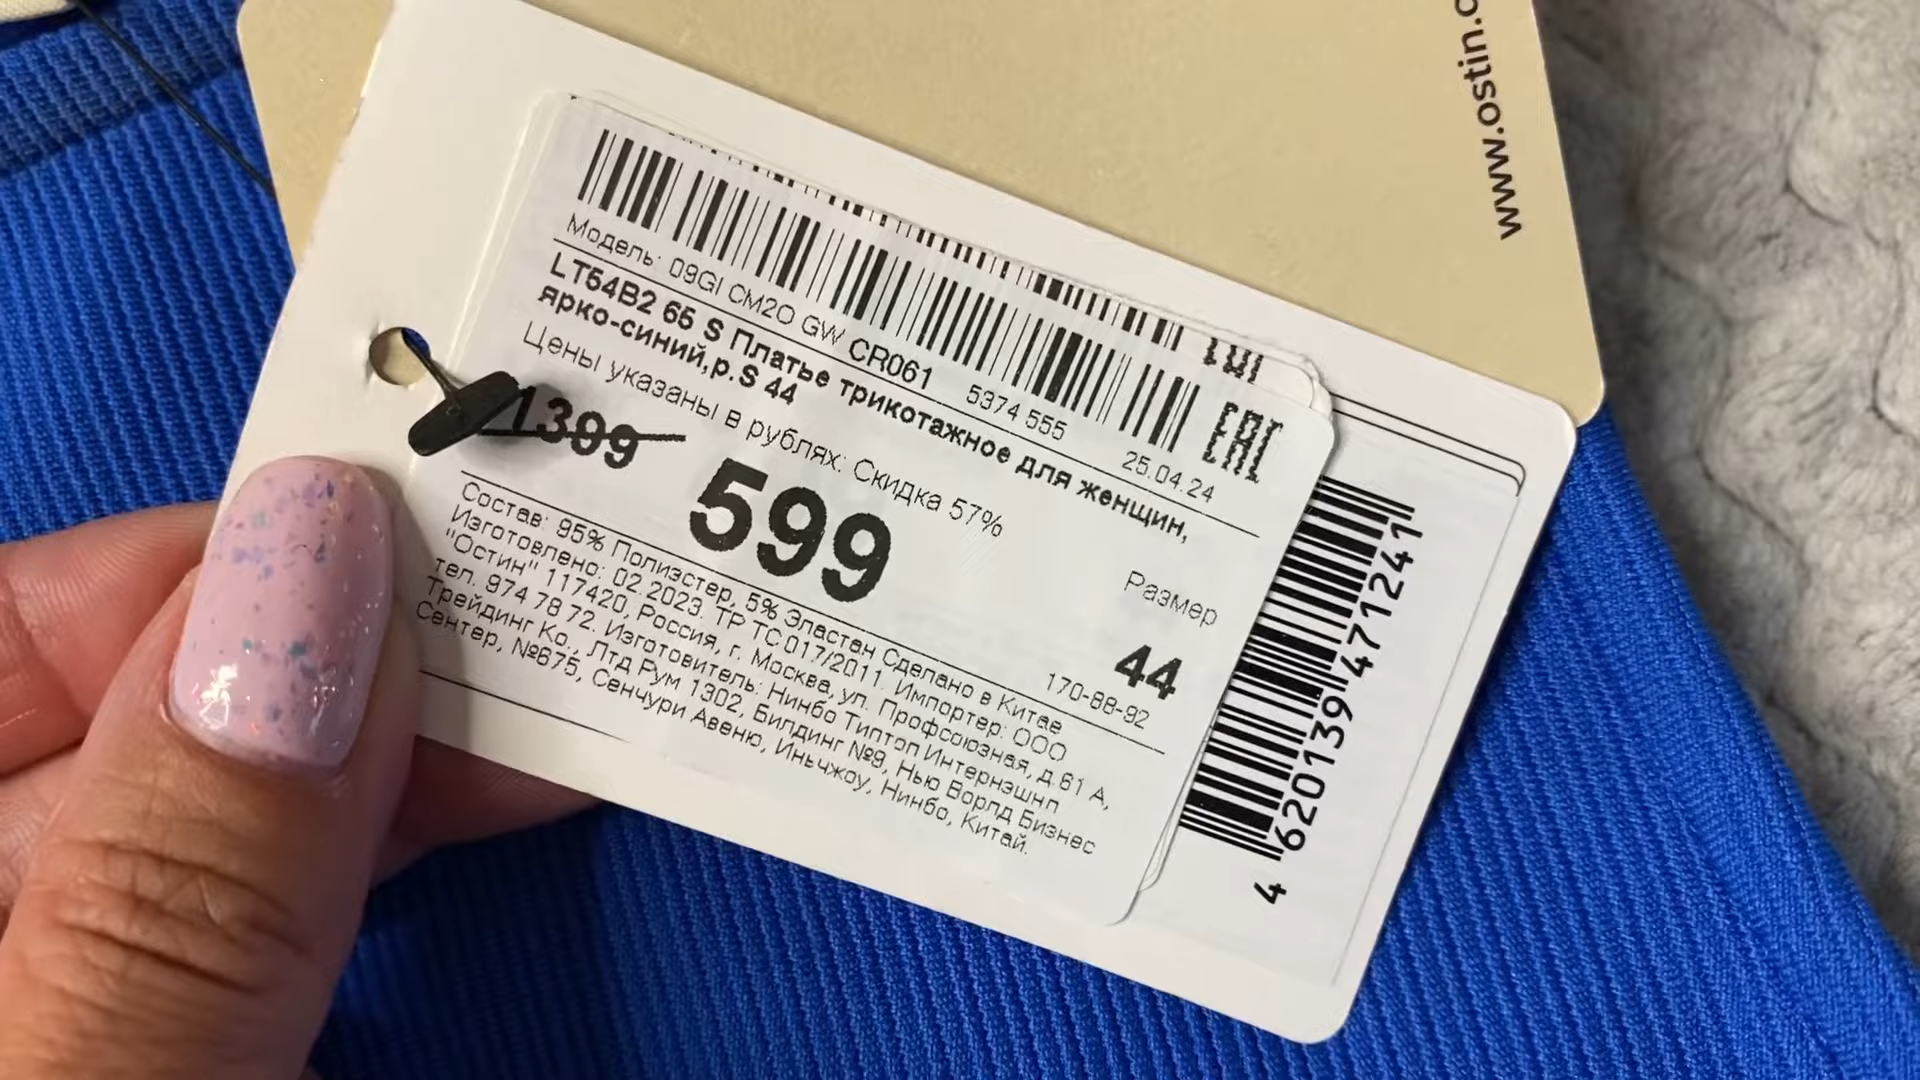 www.ostin.c
ЕАС
Модель: 09GI CM2O GW CR061 5374 555 25.04.24
LT54B2 65 S Платье трикотажное для женщин,
ярко-синий,р.S 44
Цены указаны в рублях: Скидка 57%
1399
599
Размер
44
170-88-92
Состав: 95% Полиэстер, 5% Эластан Сделано в Китае
Изготовлено: 02.2023. ТР ТС 017/2011. Импортер: ООО
"Остин" 117420, Россия, г. Москва, ул. Профсоюзная, д.61 А,
тел. 974 78 72. Изготовитель: Нинбо Типтоп Интернэшнл
Трейдинг Ко., Лтд Рум 1302, Билдинг №9, Нью Ворлд Бизнес
Сентер, №675, Сенчури Авеню, Иньчжоу, Нинбо, Китай.
4 620139 471241